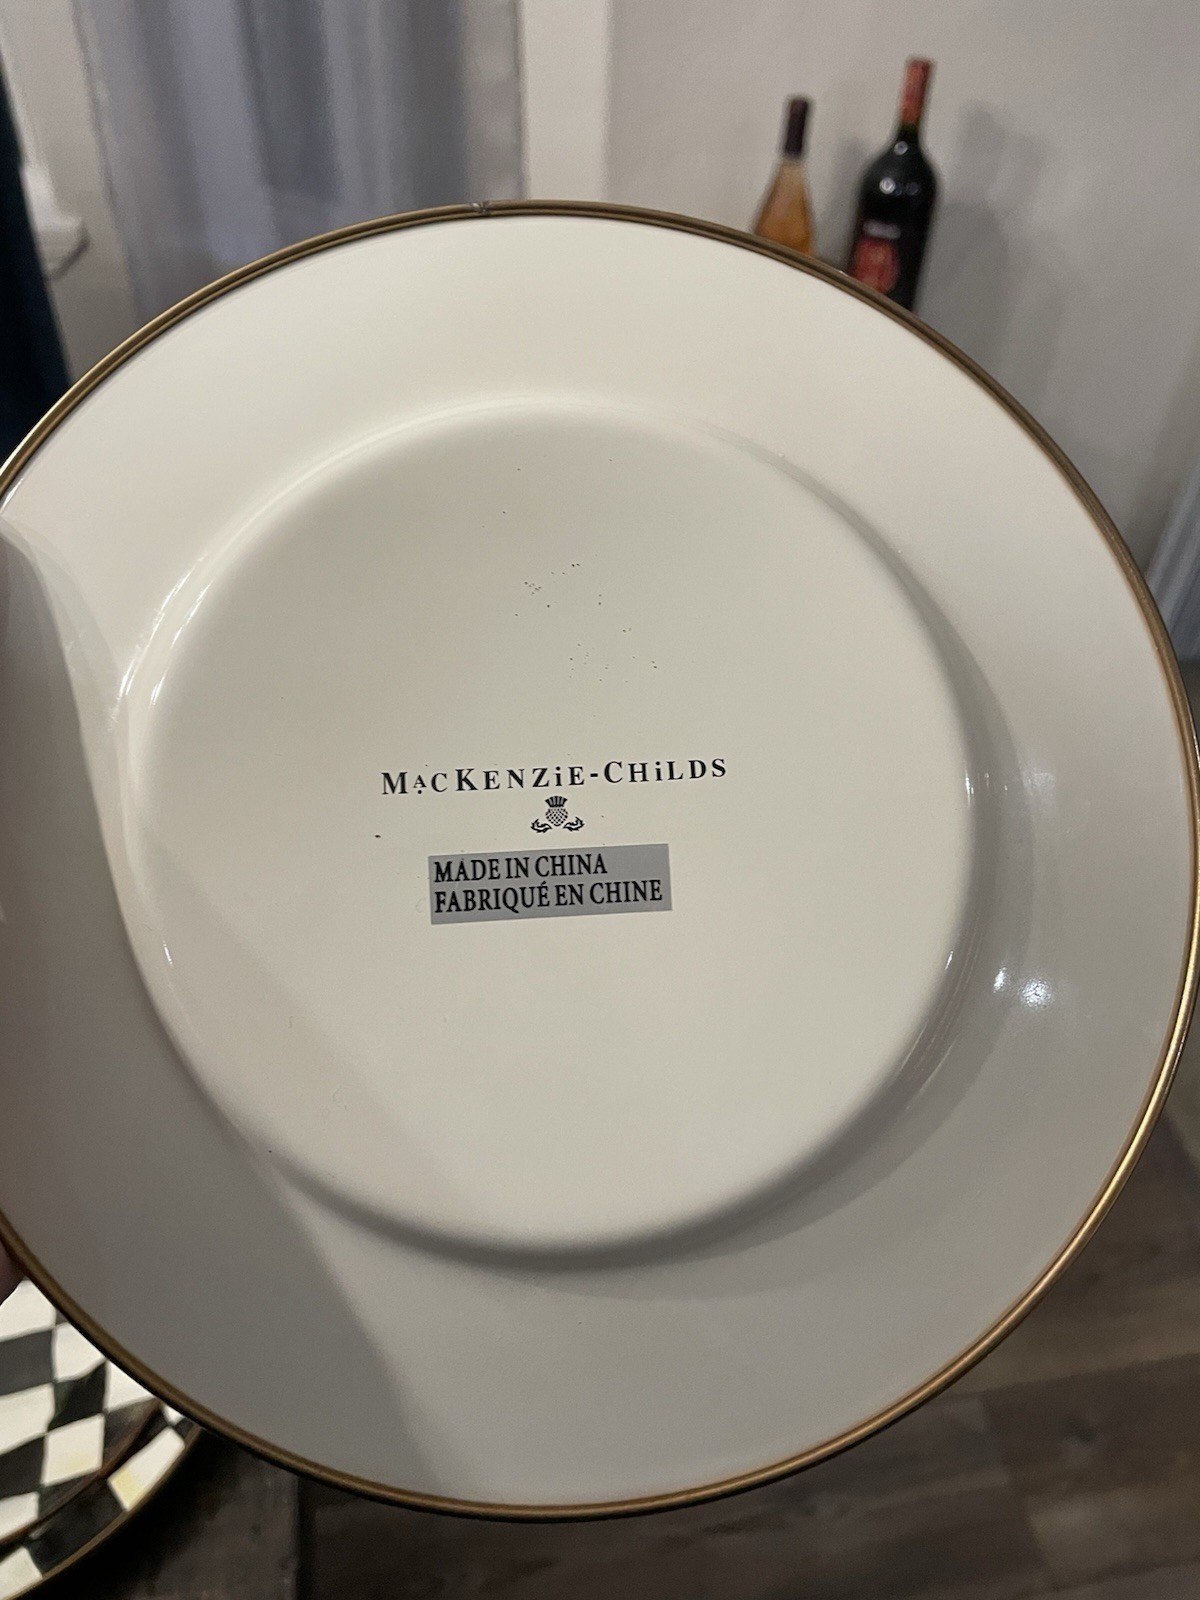 MacKENZiE-CHiLDS
MADE IN CHINA
FABRIQUÉ EN CHINE